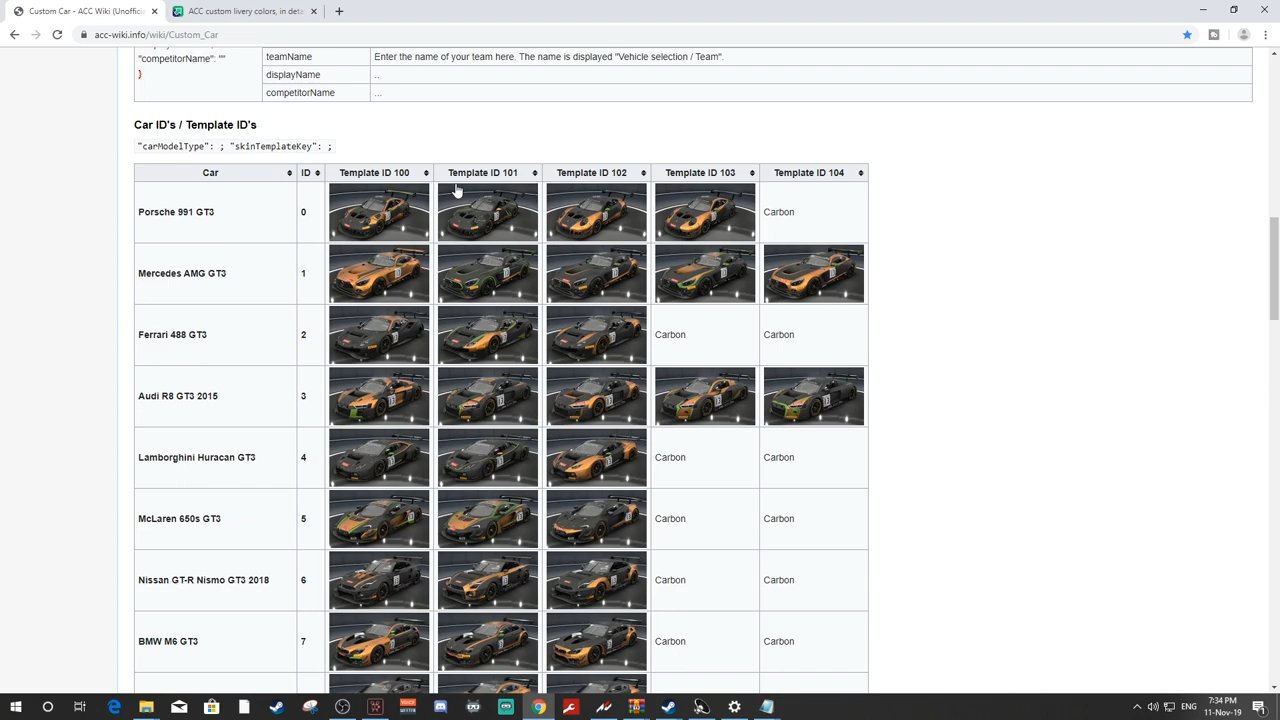 Custom Car - ACC Wiki (Unoffici
ACC custom livery colors, in deta
acc-wiki.info/wiki/Custom_Car
"competitorName": ""
}
teamName Enter the name of your team here. The name is displayed "Vehicle selection / Team".
displayName ..
competitorName ...
Car ID's / Template ID's
"carModelType": ; "skinTemplateKey": ;
Car ID Template ID 100 Template ID 101 Template ID 102 Template ID 103 Template ID 104
Porsche 991 GT3 0 Carbon
Mercedes AMG GT3 1
Ferrari 488 GT3 2 Carbon Carbon
Audi R8 GT3 2015 3
Lamborghini Huracan GT3 4 Carbon Carbon
McLaren 650s GT3 5 Carbon Carbon
Nissan GT-R Nismo GT3 2018 6 Carbon Carbon
BMW M6 GT3 7 Carbon Carbon
ENG
7:34 PM
11-Nov-19